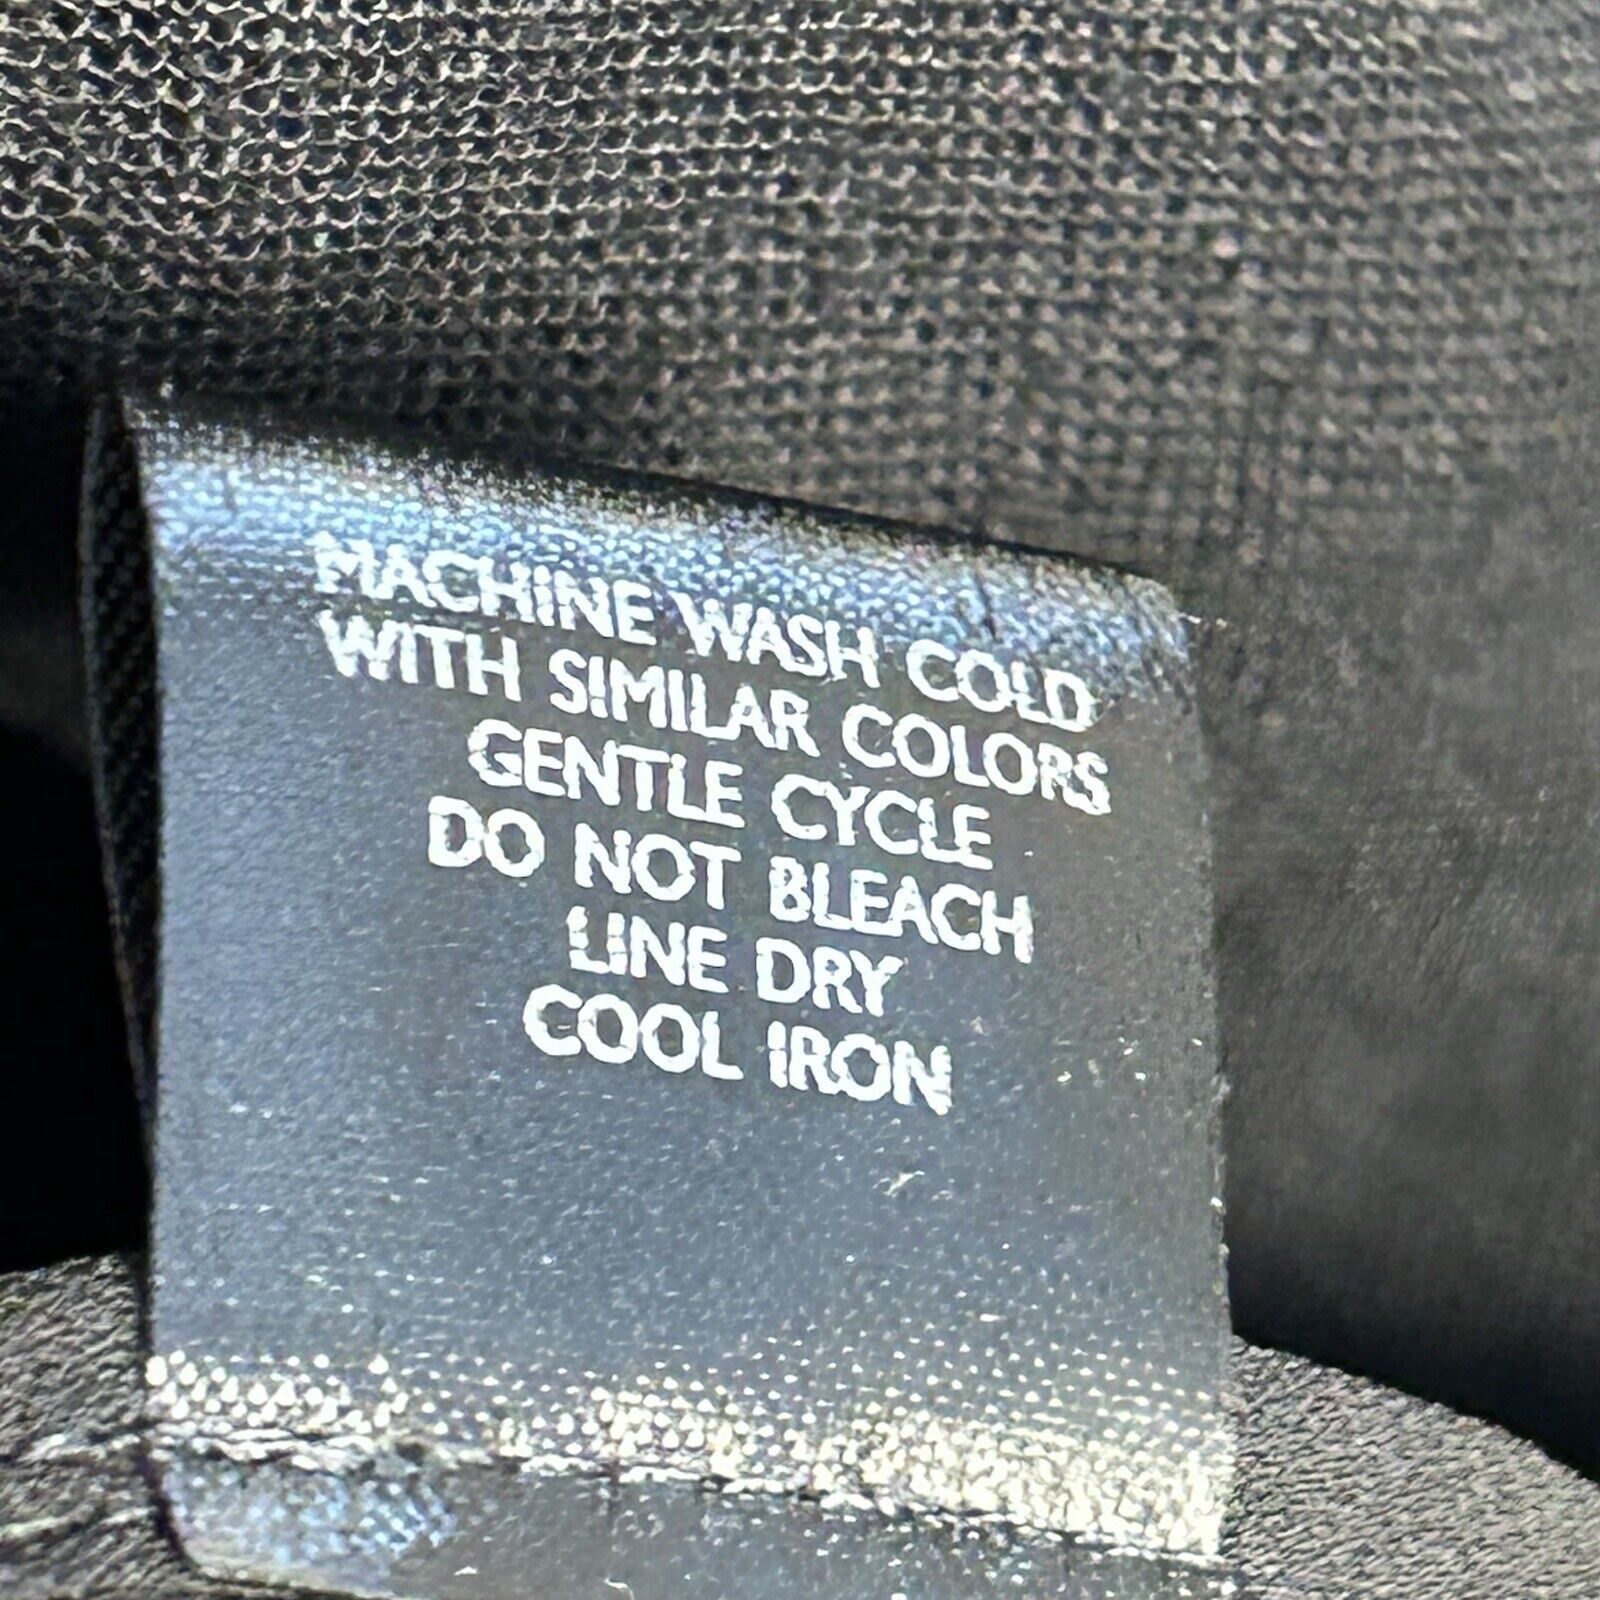 MACHINE WASH COLD
WITH SIMILAR COLORS
GENTLE CYCLE
DO NOT BLEACH
LINE DRY
COOL IRON